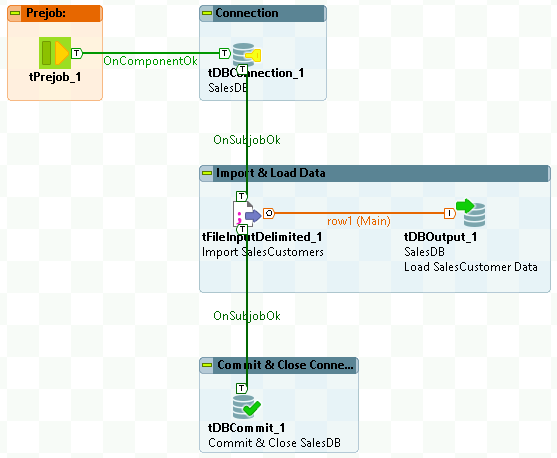 Prejob:
Connection
T
T
OnComponentOk
tPrejob_1
tDBConnection_1
T
SalesDB
OnSubjobOk
Import & Load Data
T
O
I
row1 (Main)
T
tFileInputDelimited_1
tDBOutput_1
Import SalesCustomers
SalesDB
Load SalesCustomer Data
OnSubjobOk
Commit & Close Conne...
T
tDBCommit_1
Commit & Close SalesDB